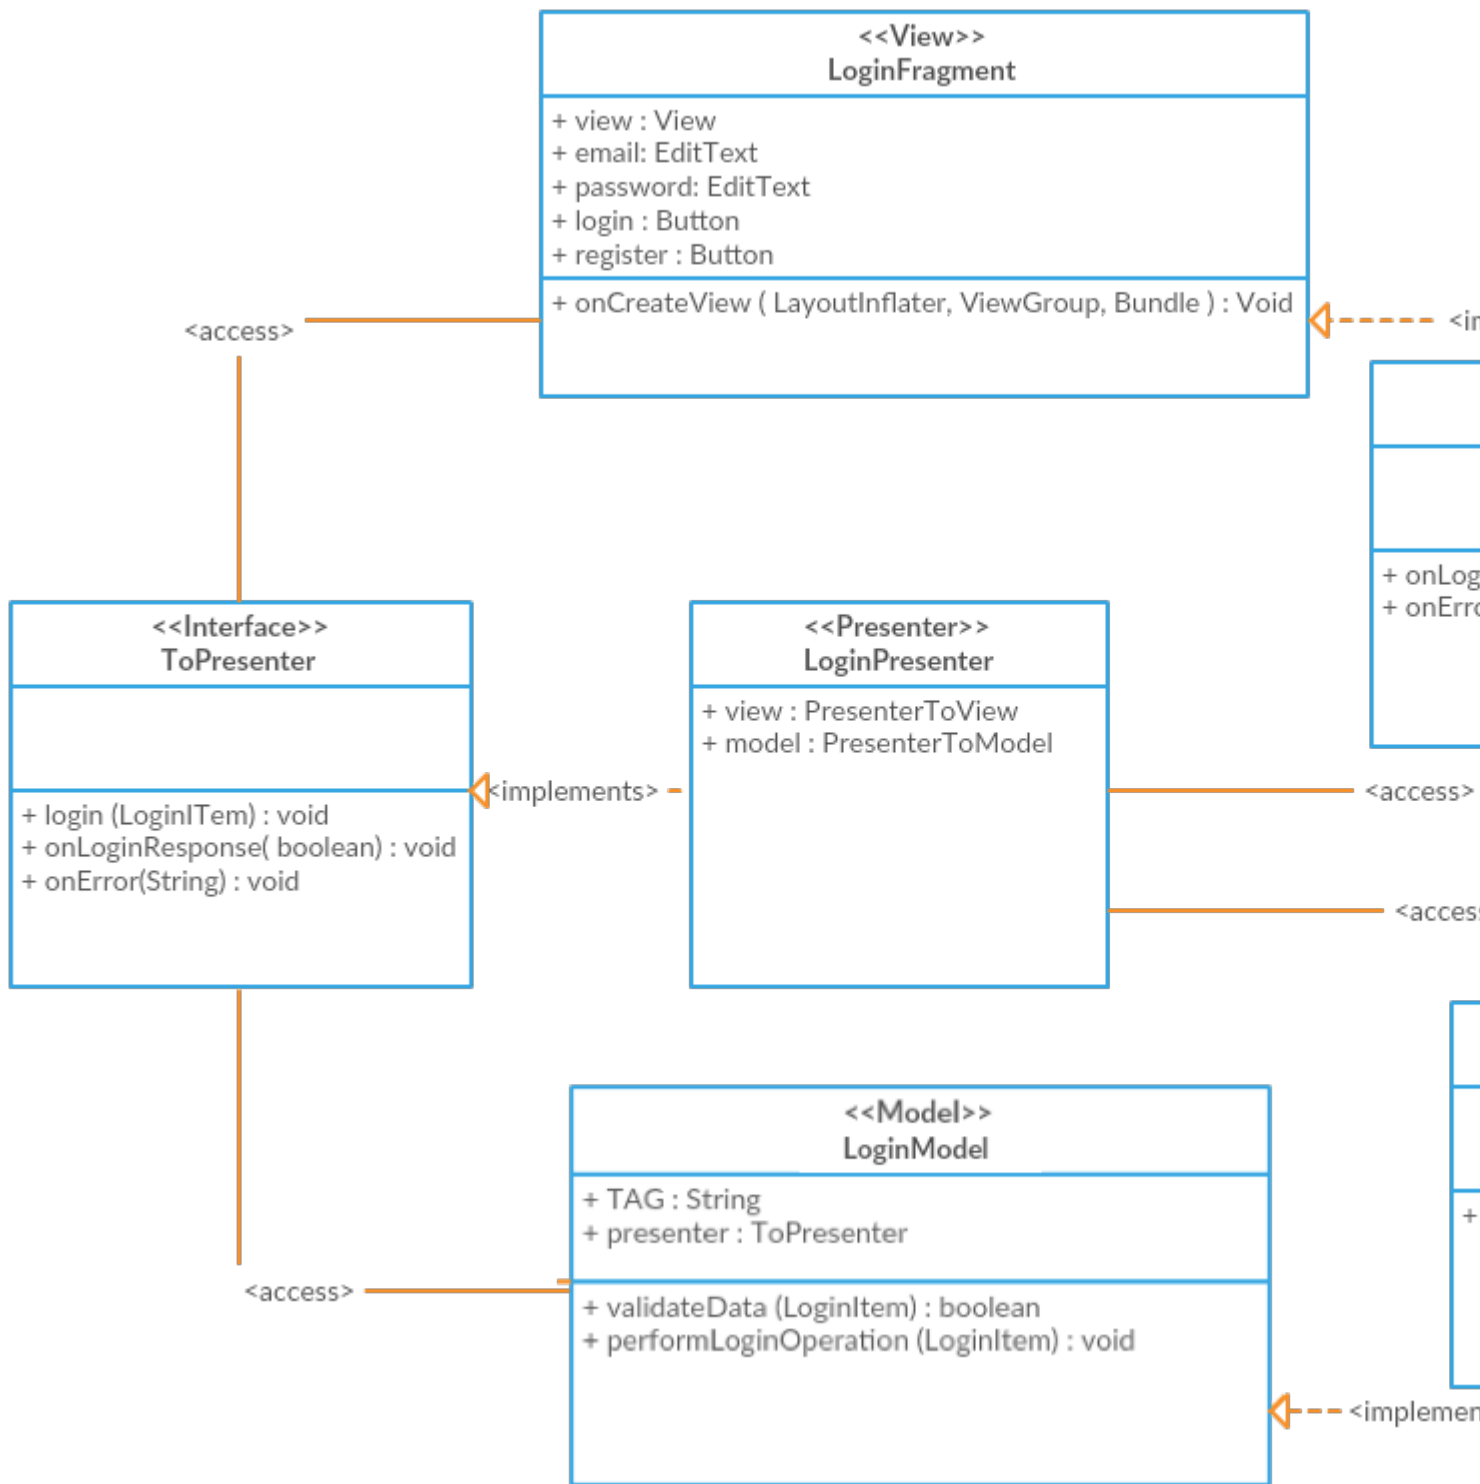 <<View>>
LoginFragment
+ view : View
+ email: EditText
+ password: EditText
+ login : Button
+ register : Button
+ onCreateView ( LayoutInflater, ViewGroup, Bundle ) : Void
<access>
<<Interface>>
ToPresenter
+ login (LoginITem) : void
+ onLoginResponse( boolean) : void
+ onError(String) : void
<implements>
<<Presenter>>
LoginPresenter
+ view : PresenterToView
+ model : PresenterToModel
+ onLog
+ onErro
<access>
<access
<<Model>>
LoginModel
+ TAG : String
+ presenter : ToPresenter
+ validateData (LoginItem) : boolean
+ performLoginOperation (LoginItem) : void
<access>
+
<implemen